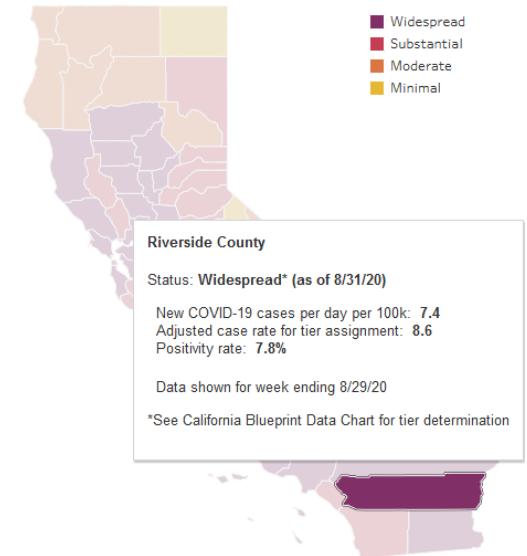 Widespread
Substantial
Moderate
Minimal
Riverside County
Status: Widespread* (as of 8/31/20)
New COVID-19 cases per day per 100k: 7.4
Adjusted case rate for tier assignment: 8.6
Positivity rate: 7.8%
Data shown for week ending 8/29/20
*See California Blueprint Data Chart for tier determination